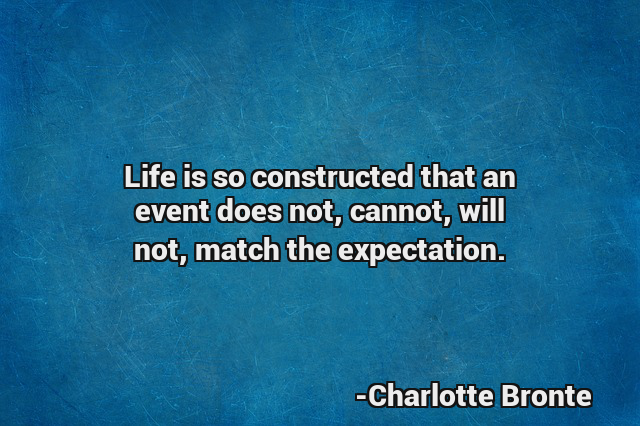 Life is so constructed that an
event does not, cannot, will
not, match the expectation.
-Charlotte Bronte